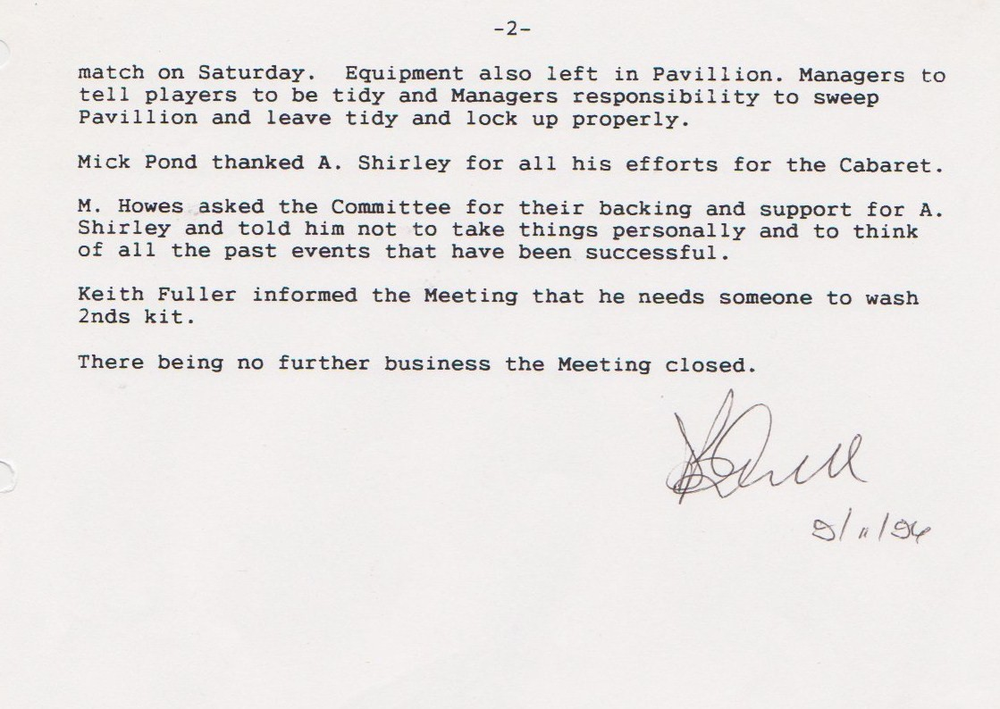 -2-
match on Saturday.  Equipment also left in Pavillion. Managers to
tell players to be tidy and Managers responsibility to sweep
Pavillion and leave tidy and lock up properly.
Mick Pond thanked A. Shirley for all his efforts for the Cabaret.
M. Howes asked the Committee for their backing and support for A.
Shirley and told him not to take things personally and to think
of all the past events that have been successful.
Keith Fuller informed the Meeting that he needs someone to wash
2nds kit.
There being no further business the Meeting closed.